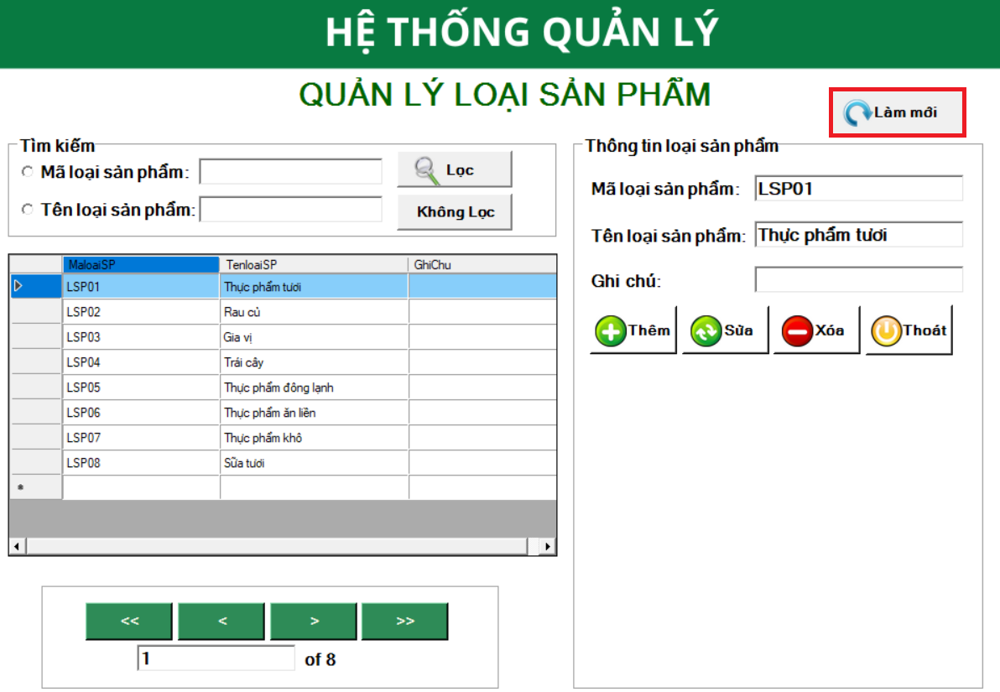 HỆ THỐNG QUẢN LÝ
QUẢN LÝ LOẠI SẢN PHẨM
Làm mới
Tìm kiếm
Mã loại sản phẩm:
Lọc
Tên loại sản phẩm:
Không Lọc
MaloaiSP TenloaiSP GhiChu
LSP01 Thực phẩm tươi
LSP02 Rau củ
LSP03 Gia vị
LSP04 Trái cây
LSP05 Thực phẩm đông lạnh
LSP06 Thực phẩm ăn liền
LSP07 Thực phẩm khô
LSP08 Sữa tươi
*
<< < > >>
1 of 8
Thông tin loại sản phẩm
Mã loại sản phẩm: LSP01
Tên loại sản phẩm: Thực phẩm tươi
Ghi chú:
Thêm Sửa Xóa Thoát